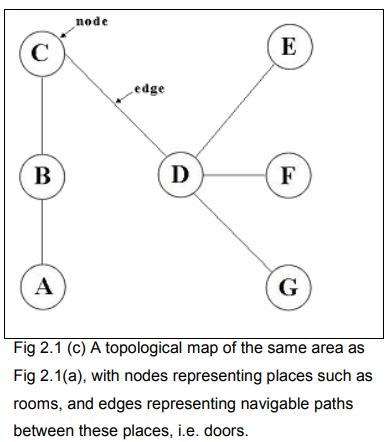 node
C
E
edge
B
D
F
A
G
Fig 2.1 (c) A topological map of the same area as
Fig 2.1(a), with nodes representing places such as
rooms, and edges representing navigable paths
between these places, i.e. doors.